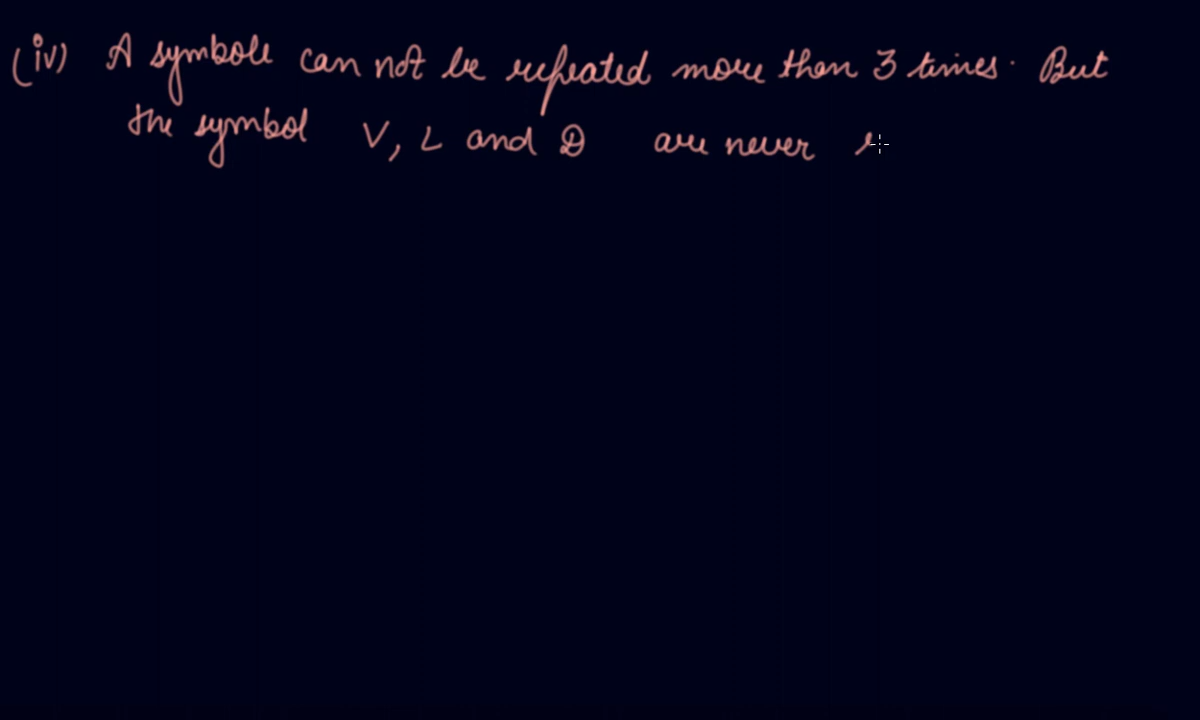 (iv) A symbole can not be repeated more than 3 times. But
the symbol V, L and D are never